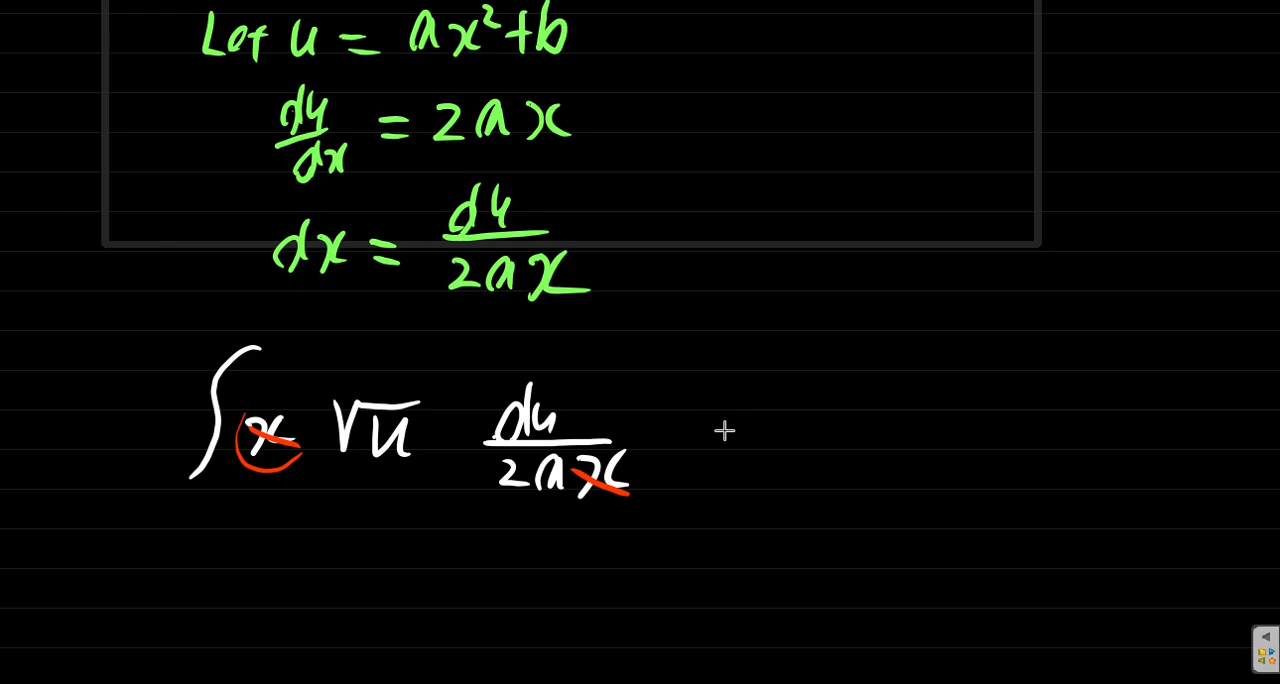 Let u = ax²+b
du/dx = 2ax
dx = du/2ax
∫ x √u du/2ax